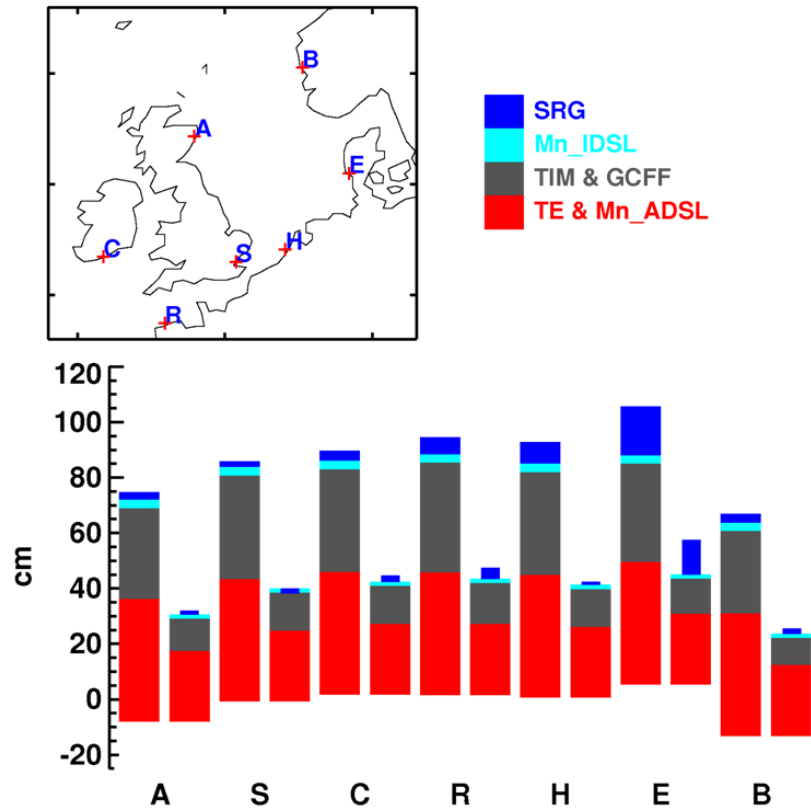 B
A
E
C
S
H
R
SRG
Mn_IDSL
TIM & GCFF
TE & Mn_ADSL
120
100
80
60
40
20
0
-20
cm
A S C R H E B